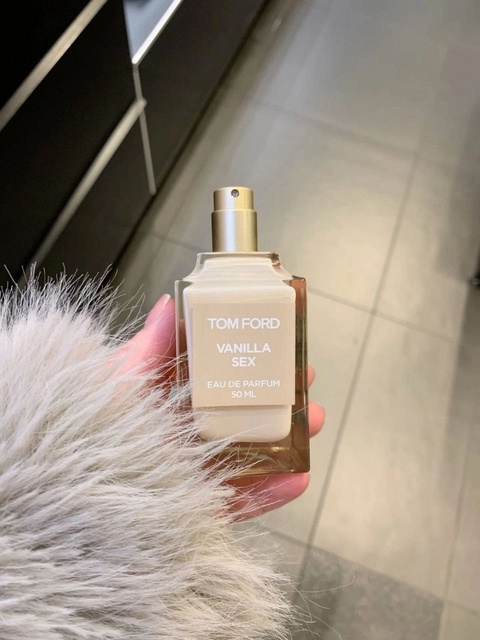 TOM FORD
VANILLA
SEX
EAU DE PARFUM
50 ML